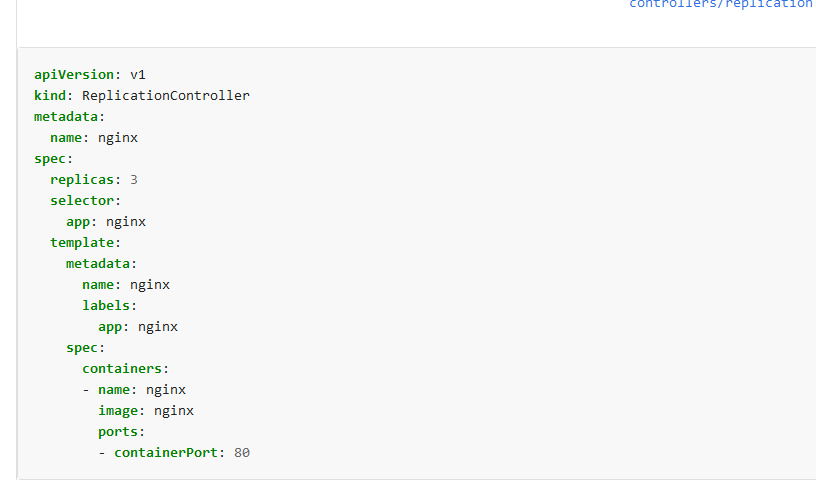 controllers/replication
apiVersion: v1
kind: ReplicationController
metadata:
  name: nginx
spec:
  replicas: 3
  selector:
    app: nginx
  template:
    metadata:
      name: nginx
      labels:
        app: nginx
    spec:
      containers:
      - name: nginx
        image: nginx
        ports:
        - containerPort: 80